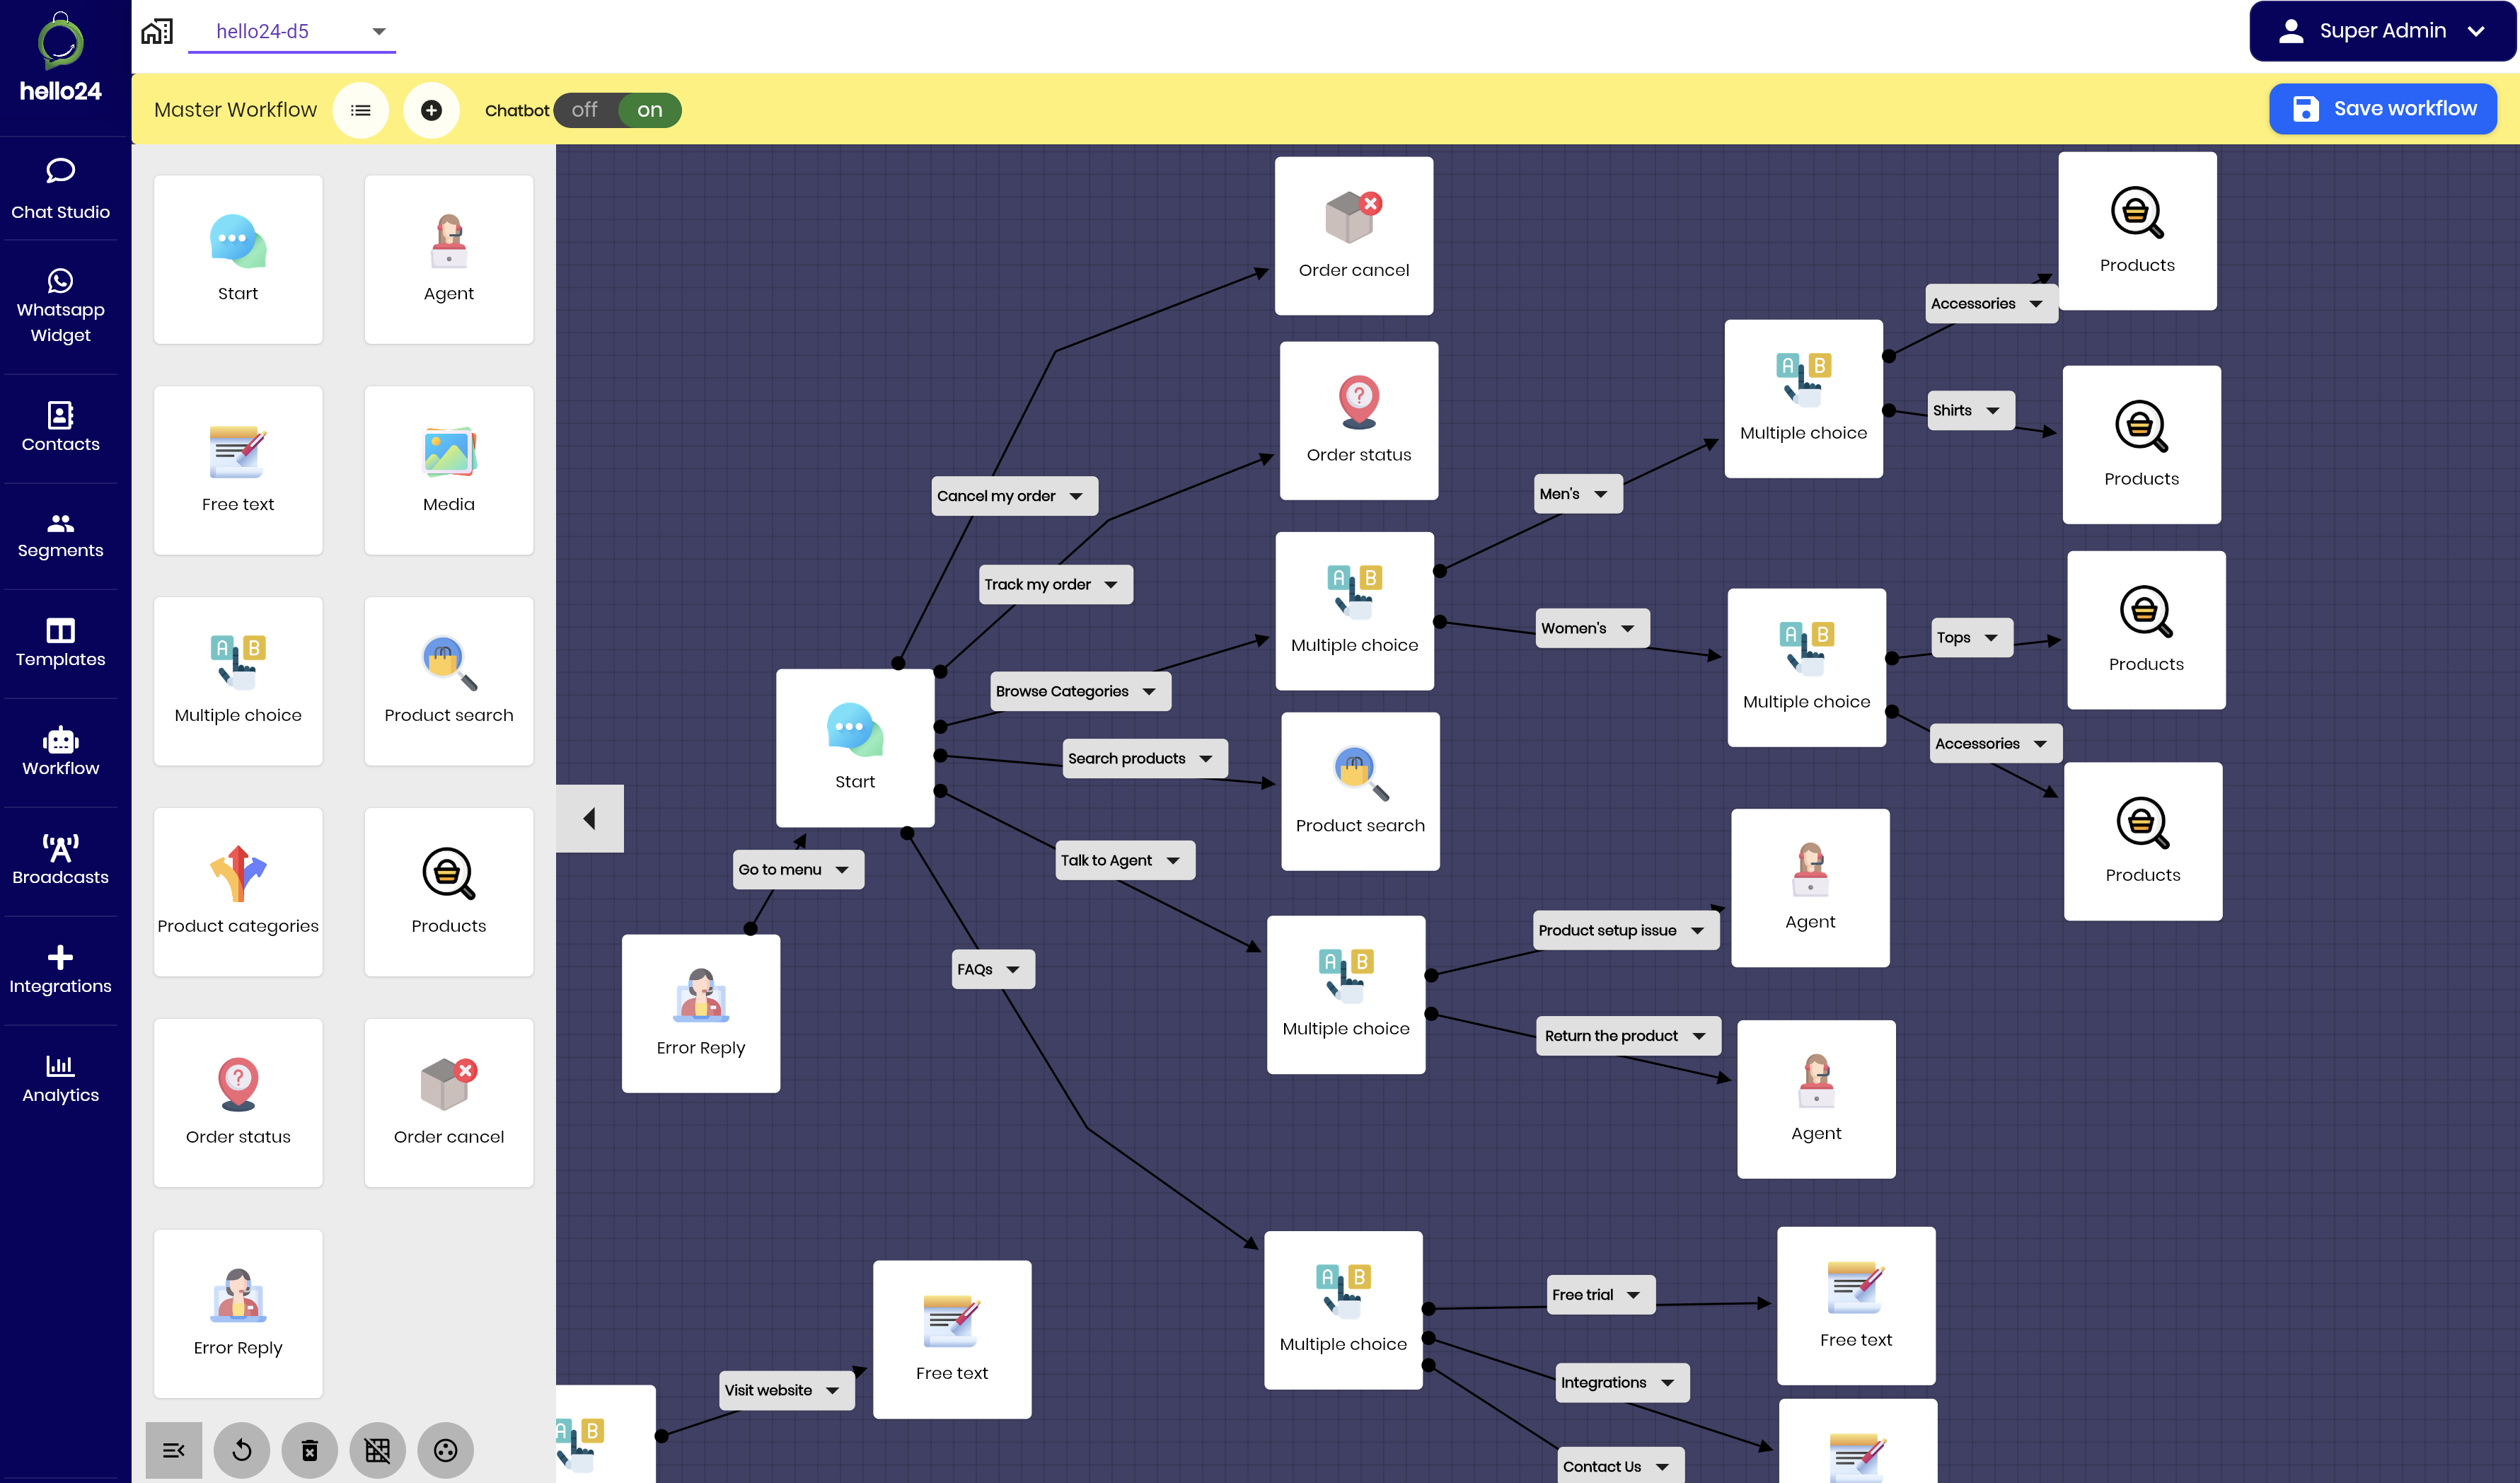 hello24
Chat Studio
Whatsapp
Widget
Contacts
Segments
Templates
Workflow
Broadcasts
Integrations
Analytics
hello24-d5
Super Admin
Master Workflow
Chatbot
off
on
Save workflow
Start
Agent
Free text
Media
Multiple choice
Product search
Product categories
Products
Order status
Order cancel
Error Reply
Order cancel
Products
Accessories
Order status
Multiple choice
Shirts
Products
Cancel my order
Men's
Track my order
Multiple choice
Women's
Multiple choice
Tops
Products
Browse Categories
Start
Search products
Product search
Accessories
Products
Go to menu
Talk to Agent
Error Reply
FAQs
Multiple choice
Product setup issue
Agent
Return the product
Agent
Visit website
Free text
Multiple choice
Free trial
Free text
Integrations
Contact Us